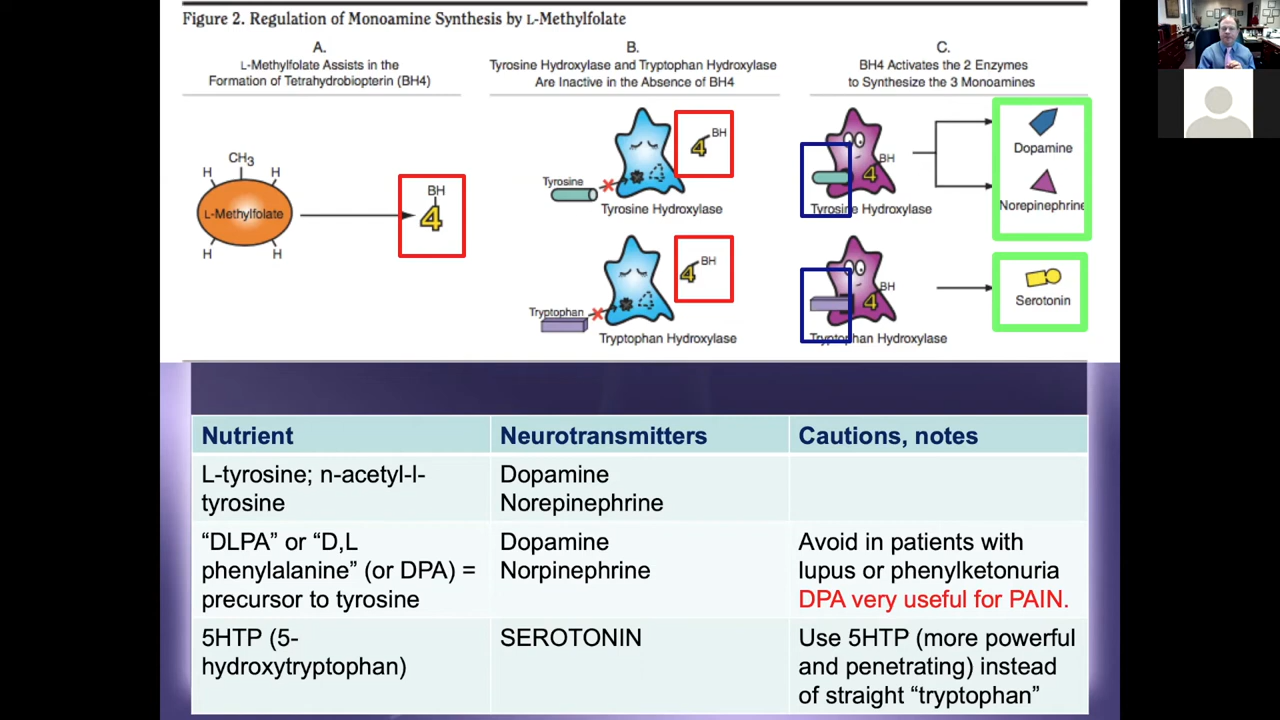 Figure 2. Regulation of Monoamine Synthesis by L-Methylfolate
A.
L-Methylfolate Assists in the
Formation of Tetrahydrobiopterin (BH4)
CH3
H H
L-Methylfolate
H H
BH
4
B.
Tyrosine Hydroxylase and Tryptophan Hydroxylase
Are Inactive in the Absence of BH4
BH
4
4
Tyrosine
Tyrosine Hydroxylase
BH
4
4
Tryptophan
Tryptophan Hydroxylase
C.
BH4 Activates the 2 Enzymes
to Synthesize the 3 Monoamines
BH
4
Tyrosine Hydroxylase
Dopamine
Norepinephrine
BH
4
Tryptophan Hydroxylase
Serotonin
Nutrient
Neurotransmitters
Cautions, notes
L-tyrosine; n-acetyl-l-
tyrosine
Dopamine
Norepinephrine
“DLPA” or “D,L
phenylalanine” (or DPA) =
precursor to tyrosine
Dopamine
Norpinephrine
Avoid in patients with
lupus or phenylketonuria
DPA very useful for PAIN.
5HTP (5-
hydroxytryptophan)
SEROTONIN
Use 5HTP (more powerful
and penetrating) instead
of straight “tryptophan”